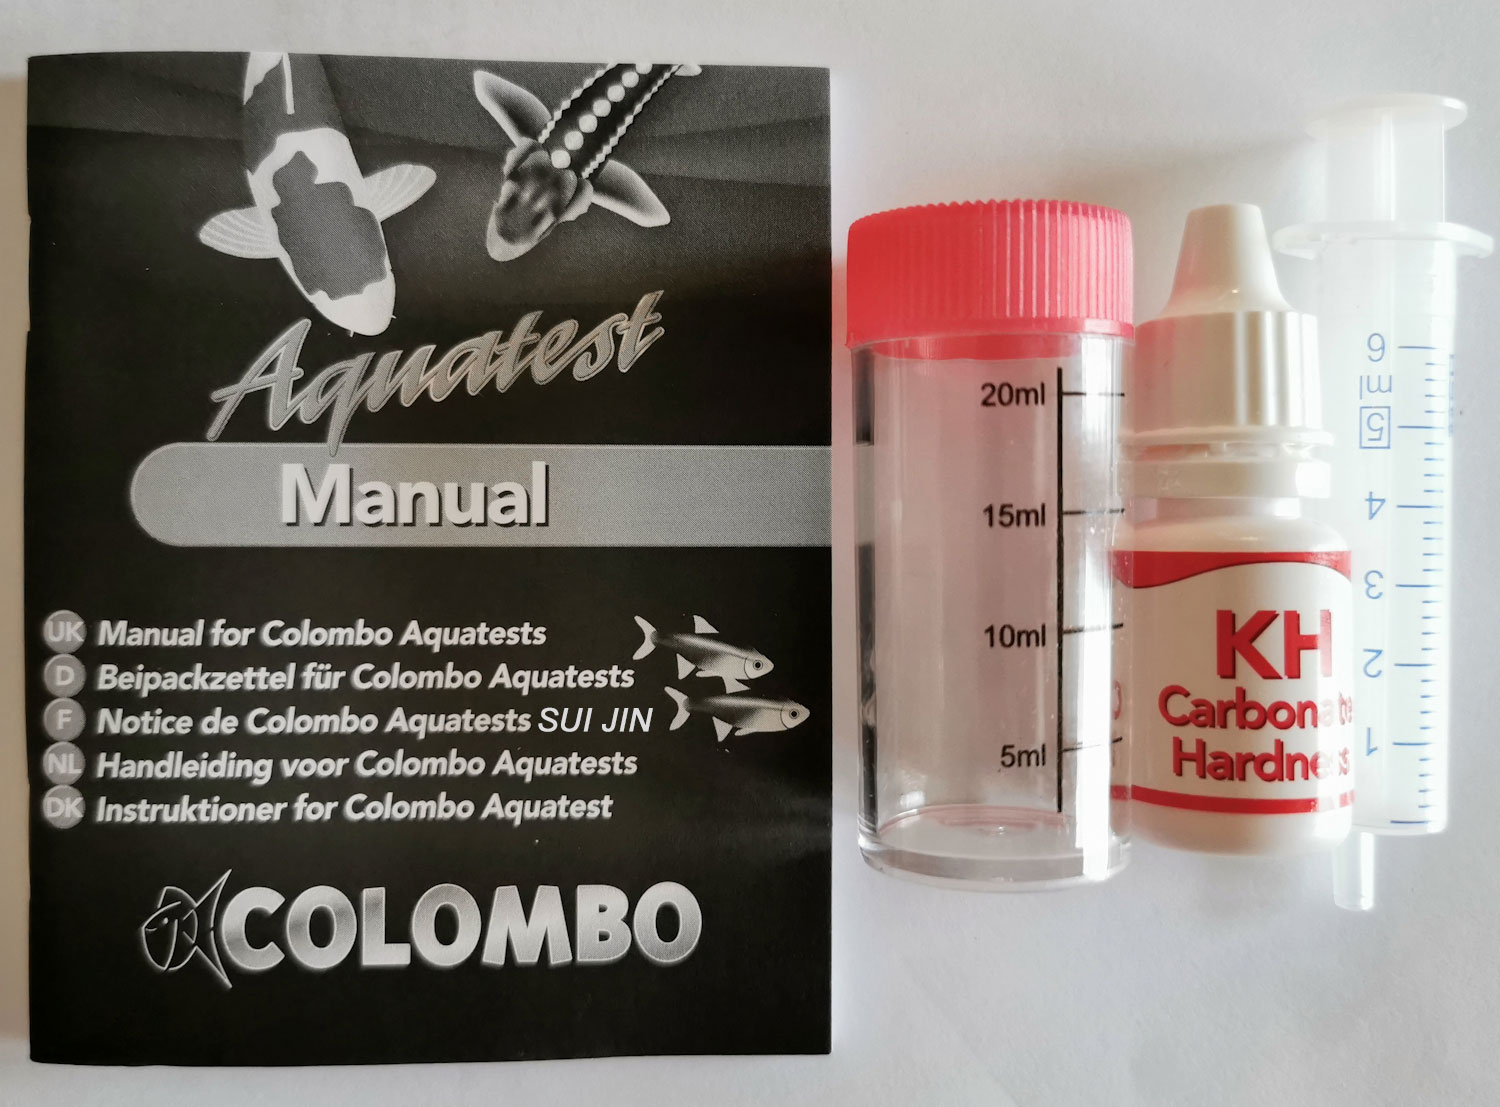 Aquatest
Manual
UK Manual for Colombo Aquatests
D Beipackzettel für Colombo Aquatests
F Notice de Colombo Aquatests SUI JIN
NL Handleiding voor Colombo Aquatests
DK Instruktioner for Colombo Aquatest
COLOMBO
20ml
15ml
10ml
5ml
KH
Carbonate
Hardness
6
ml
5
4
3
2
1